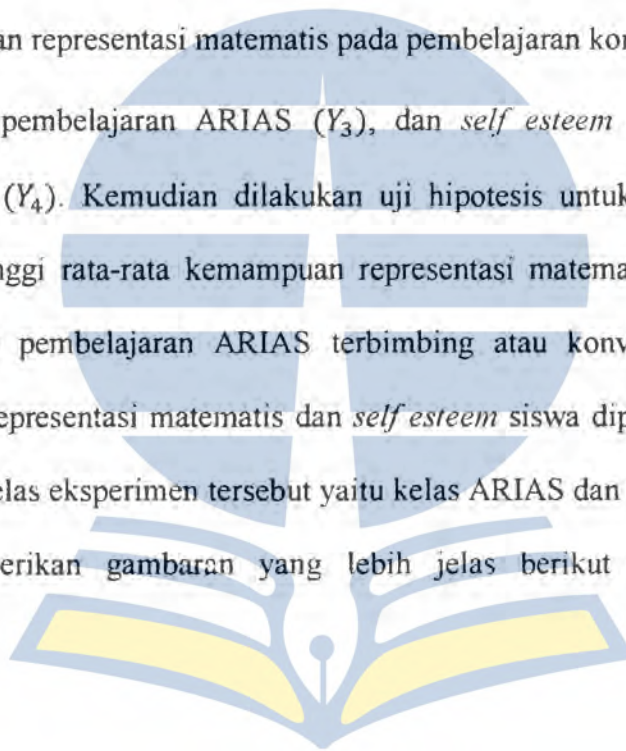 an representasi matematis pada pembelajaran kon
pembelajaran ARIAS (Y₃), dan self esteem
(Y₄). Kemudian dilakukan uji hipotesis untuk
nggi rata-rata kemampuan representasi matema
pembelajaran ARIAS terbimbing atau konv
epresentasi matematis dan self esteem siswa dip
elas eksperimen tersebut yaitu kelas ARIAS dan
erikan gambaran yang lebih jelas berikut